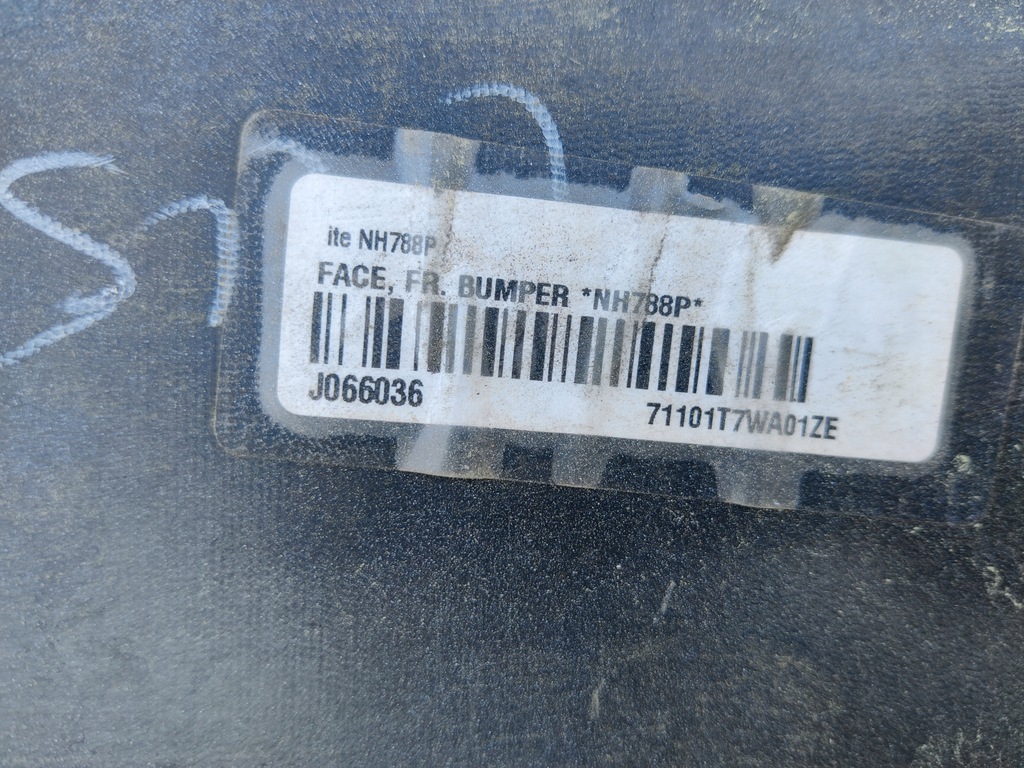 ite NH788P
FACE, FR. BUMPER *NH788P*
J066036
71101T7WA01ZE